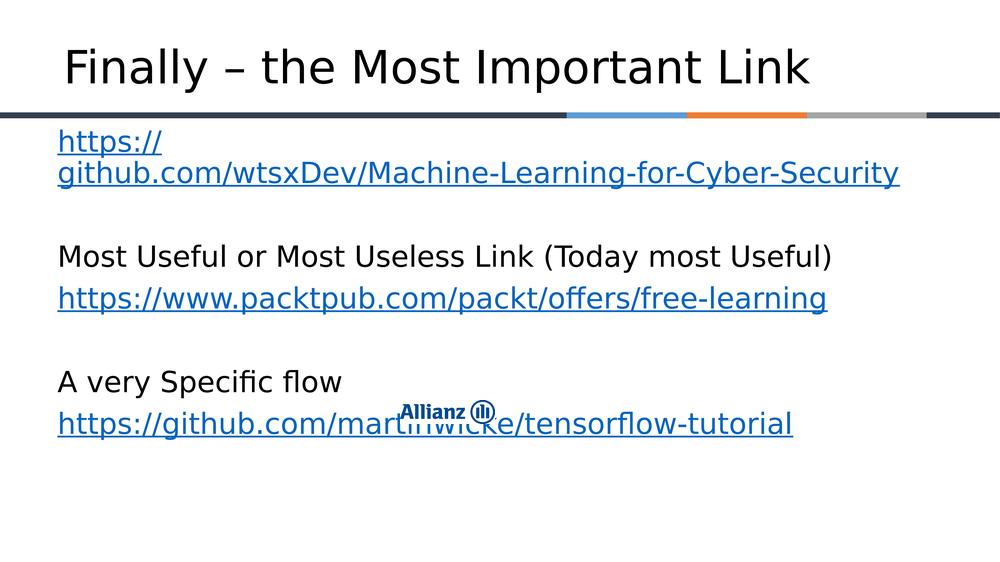 Finally – the Most Important Link
https://
github.com/wtsxDev/Machine-Learning-for-Cyber-Security
Most Useful or Most Useless Link (Today most Useful)
https://www.packtpub.com/packt/offers/free-learning
A very Specific flow
Allianz
https://github.com/martinwicke/tensorflow-tutorial